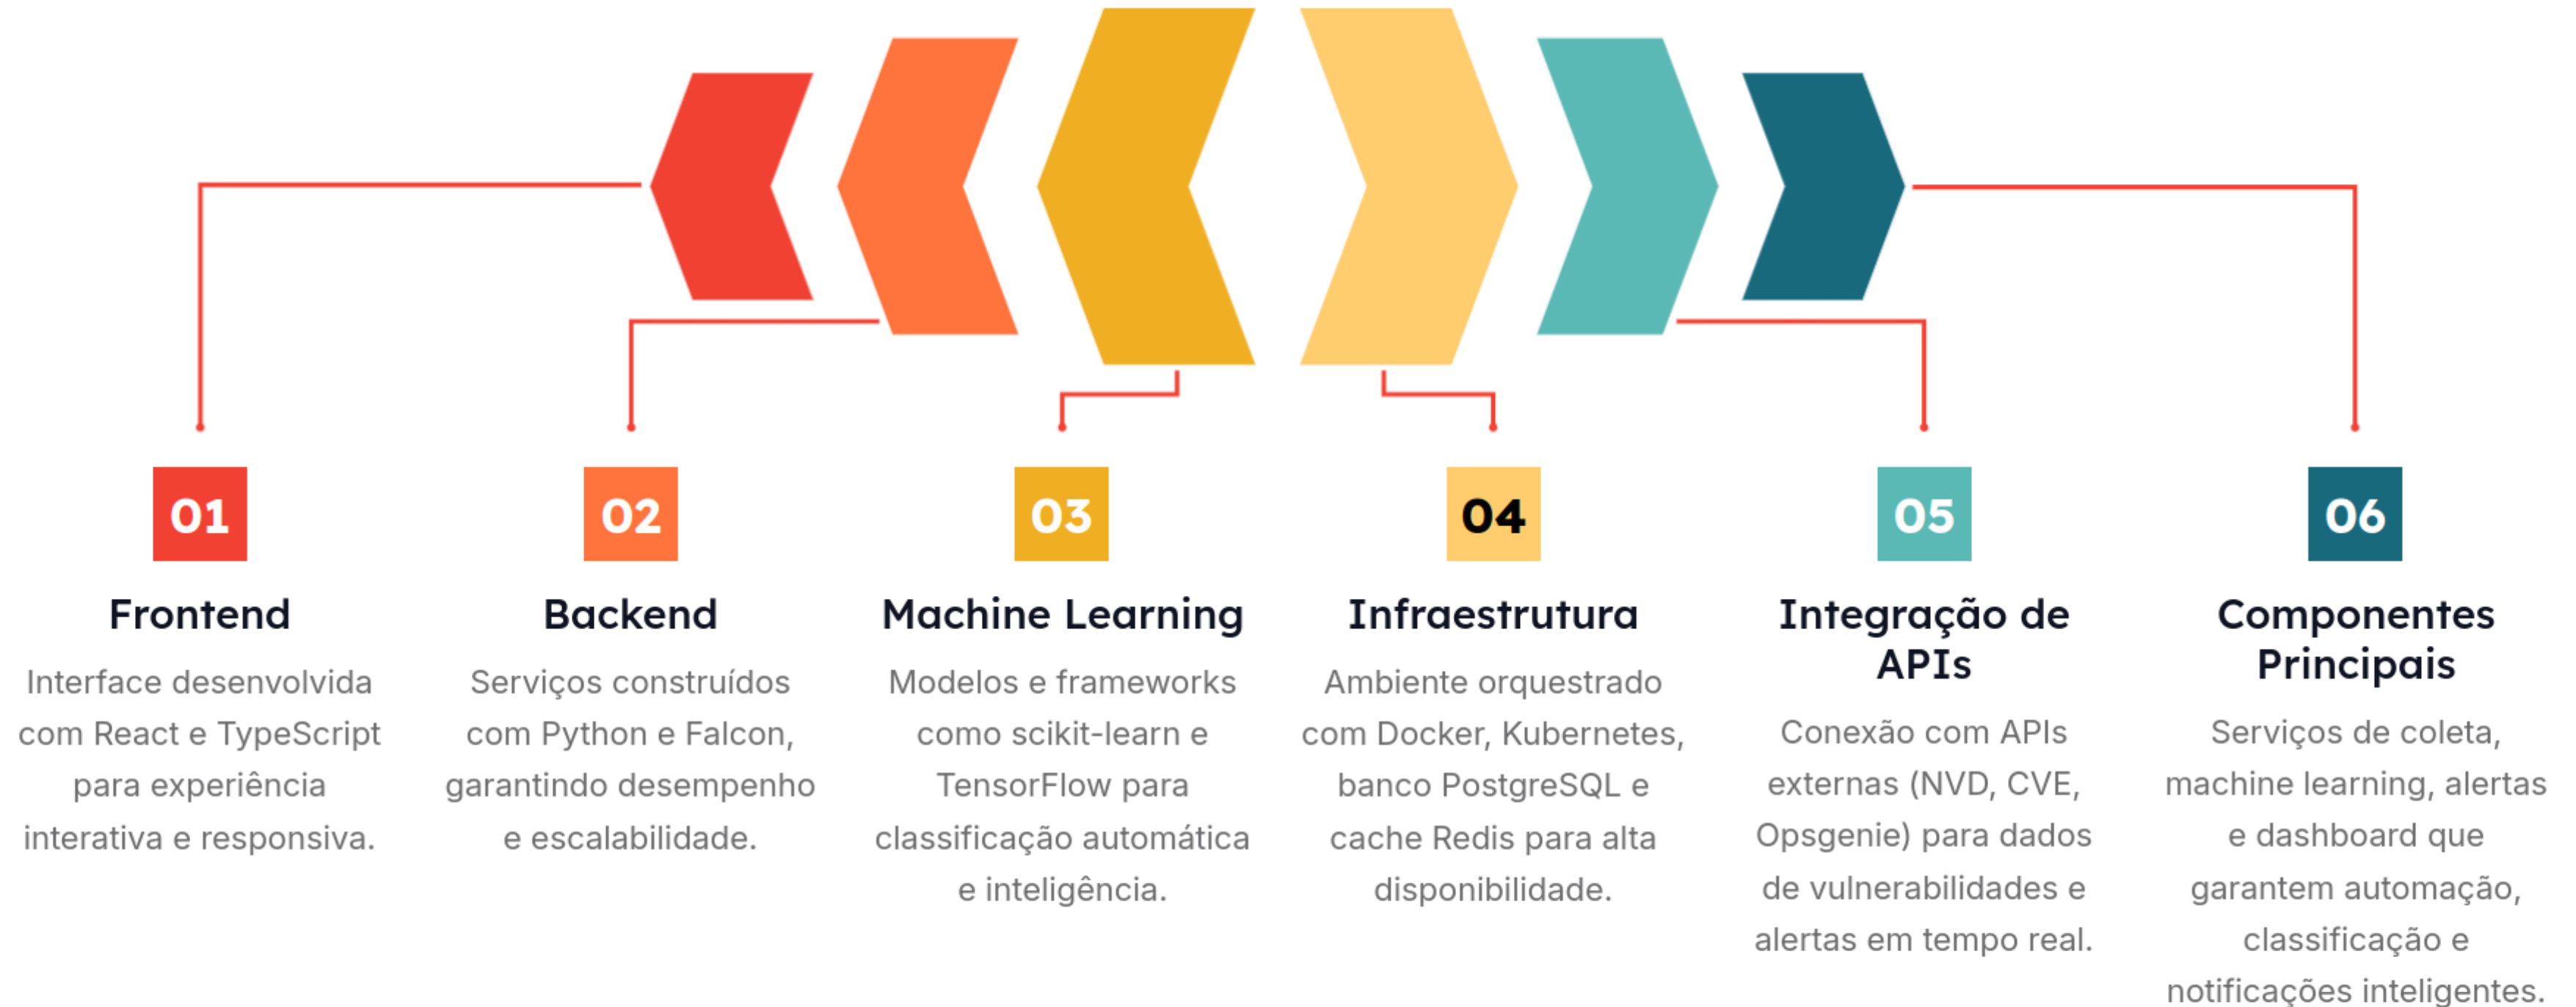 01
Frontend
Interface desenvolvida
com React e TypeScript
para experiência
interativa e responsiva.
02
Backend
Serviços construídos
com Python e Falcon,
garantindo desempenho
e escalabilidade.
03
Machine Learning
Modelos e frameworks
como scikit-learn e
TensorFlow para
classificação automática
e inteligência.
04
Infraestrutura
Ambiente orquestrado
com Docker, Kubernetes,
banco PostgreSQL e
cache Redis para alta
disponibilidade.
05
Integração de
APIs
Conexão com APIs
externas (NVD, CVE,
Opsgenie) para dados
de vulnerabilidades e
alertas em tempo real.
06
Componentes
Principais
Serviços de coleta,
machine learning, alertas
e dashboard que
garantem automação,
classificação e
notificações inteligentes.